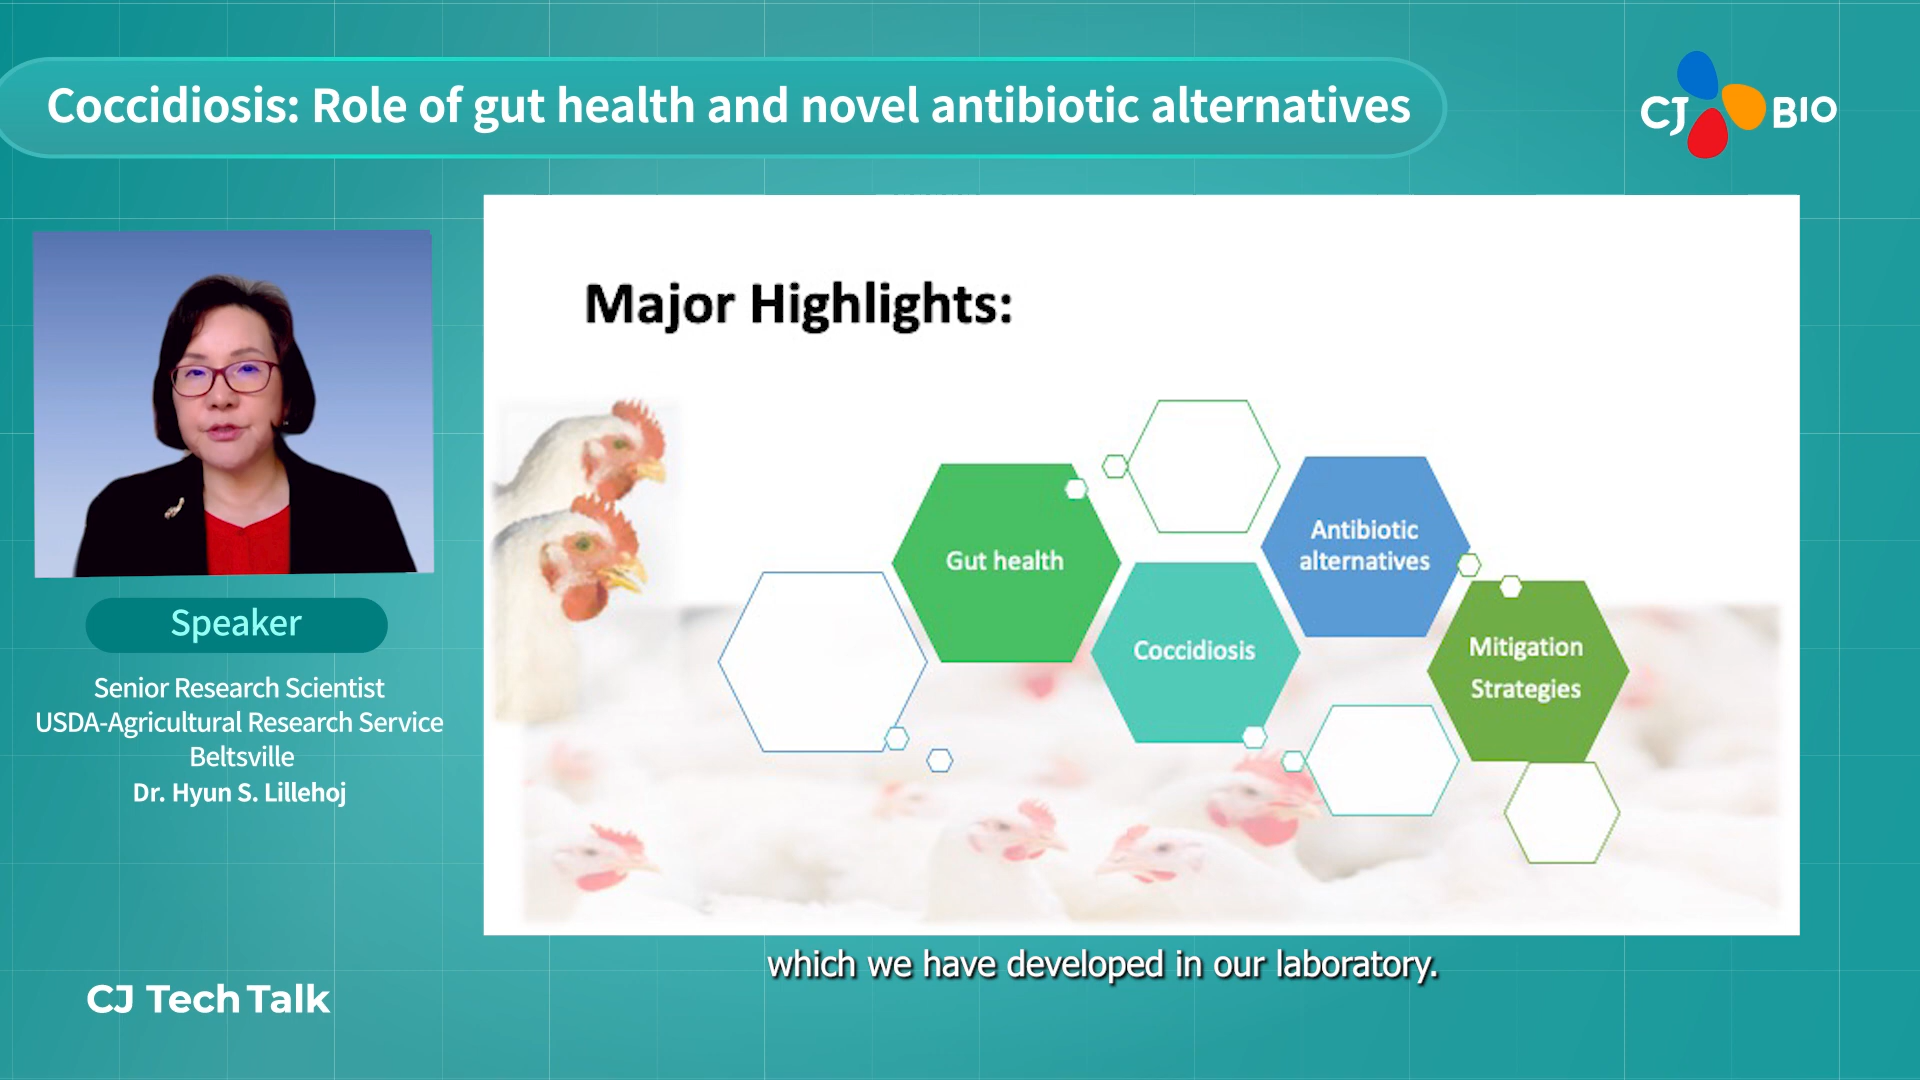 Coccidiosis: Role of gut health and novel antibiotic alternatives
CJ BIO
Major Highlights:
Gut health
Coccidiosis
Antibiotic
alternatives
Mitigation
Strategies
Speaker
Senior Research Scientist
USDA-Agricultural Research Service
Beltsville
Dr. Hyun S. Lillehoj
which we have developed in our laboratory.
CJ Tech Talk